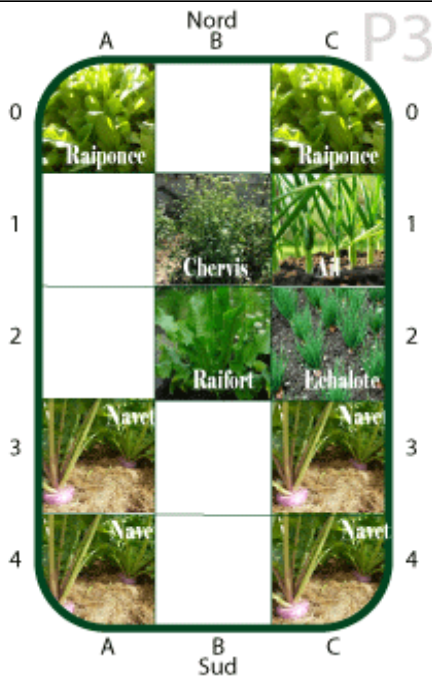 Nord
A B C P3
0 Raiponce Raiponce 0
1 Chervis Ail 1
2 Raifort Echalote 2
3 Navet Navet 3
4 Navet Navet 4
A B C
Sud